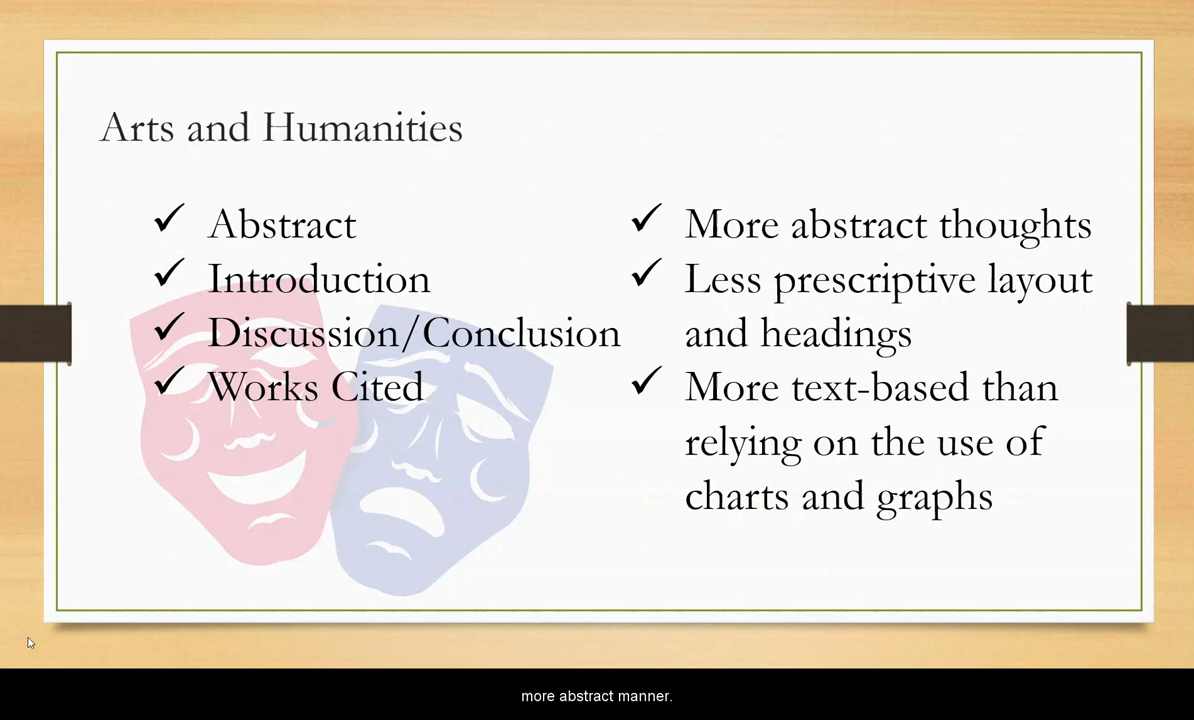 Arts and Humanities
✓ Abstract
✓ Introduction
✓ Discussion/Conclusion
✓ Works Cited
✓ More abstract thoughts
✓ Less prescriptive layout
and headings
✓ More text-based than
relying on the use of
charts and graphs
more abstract manner.